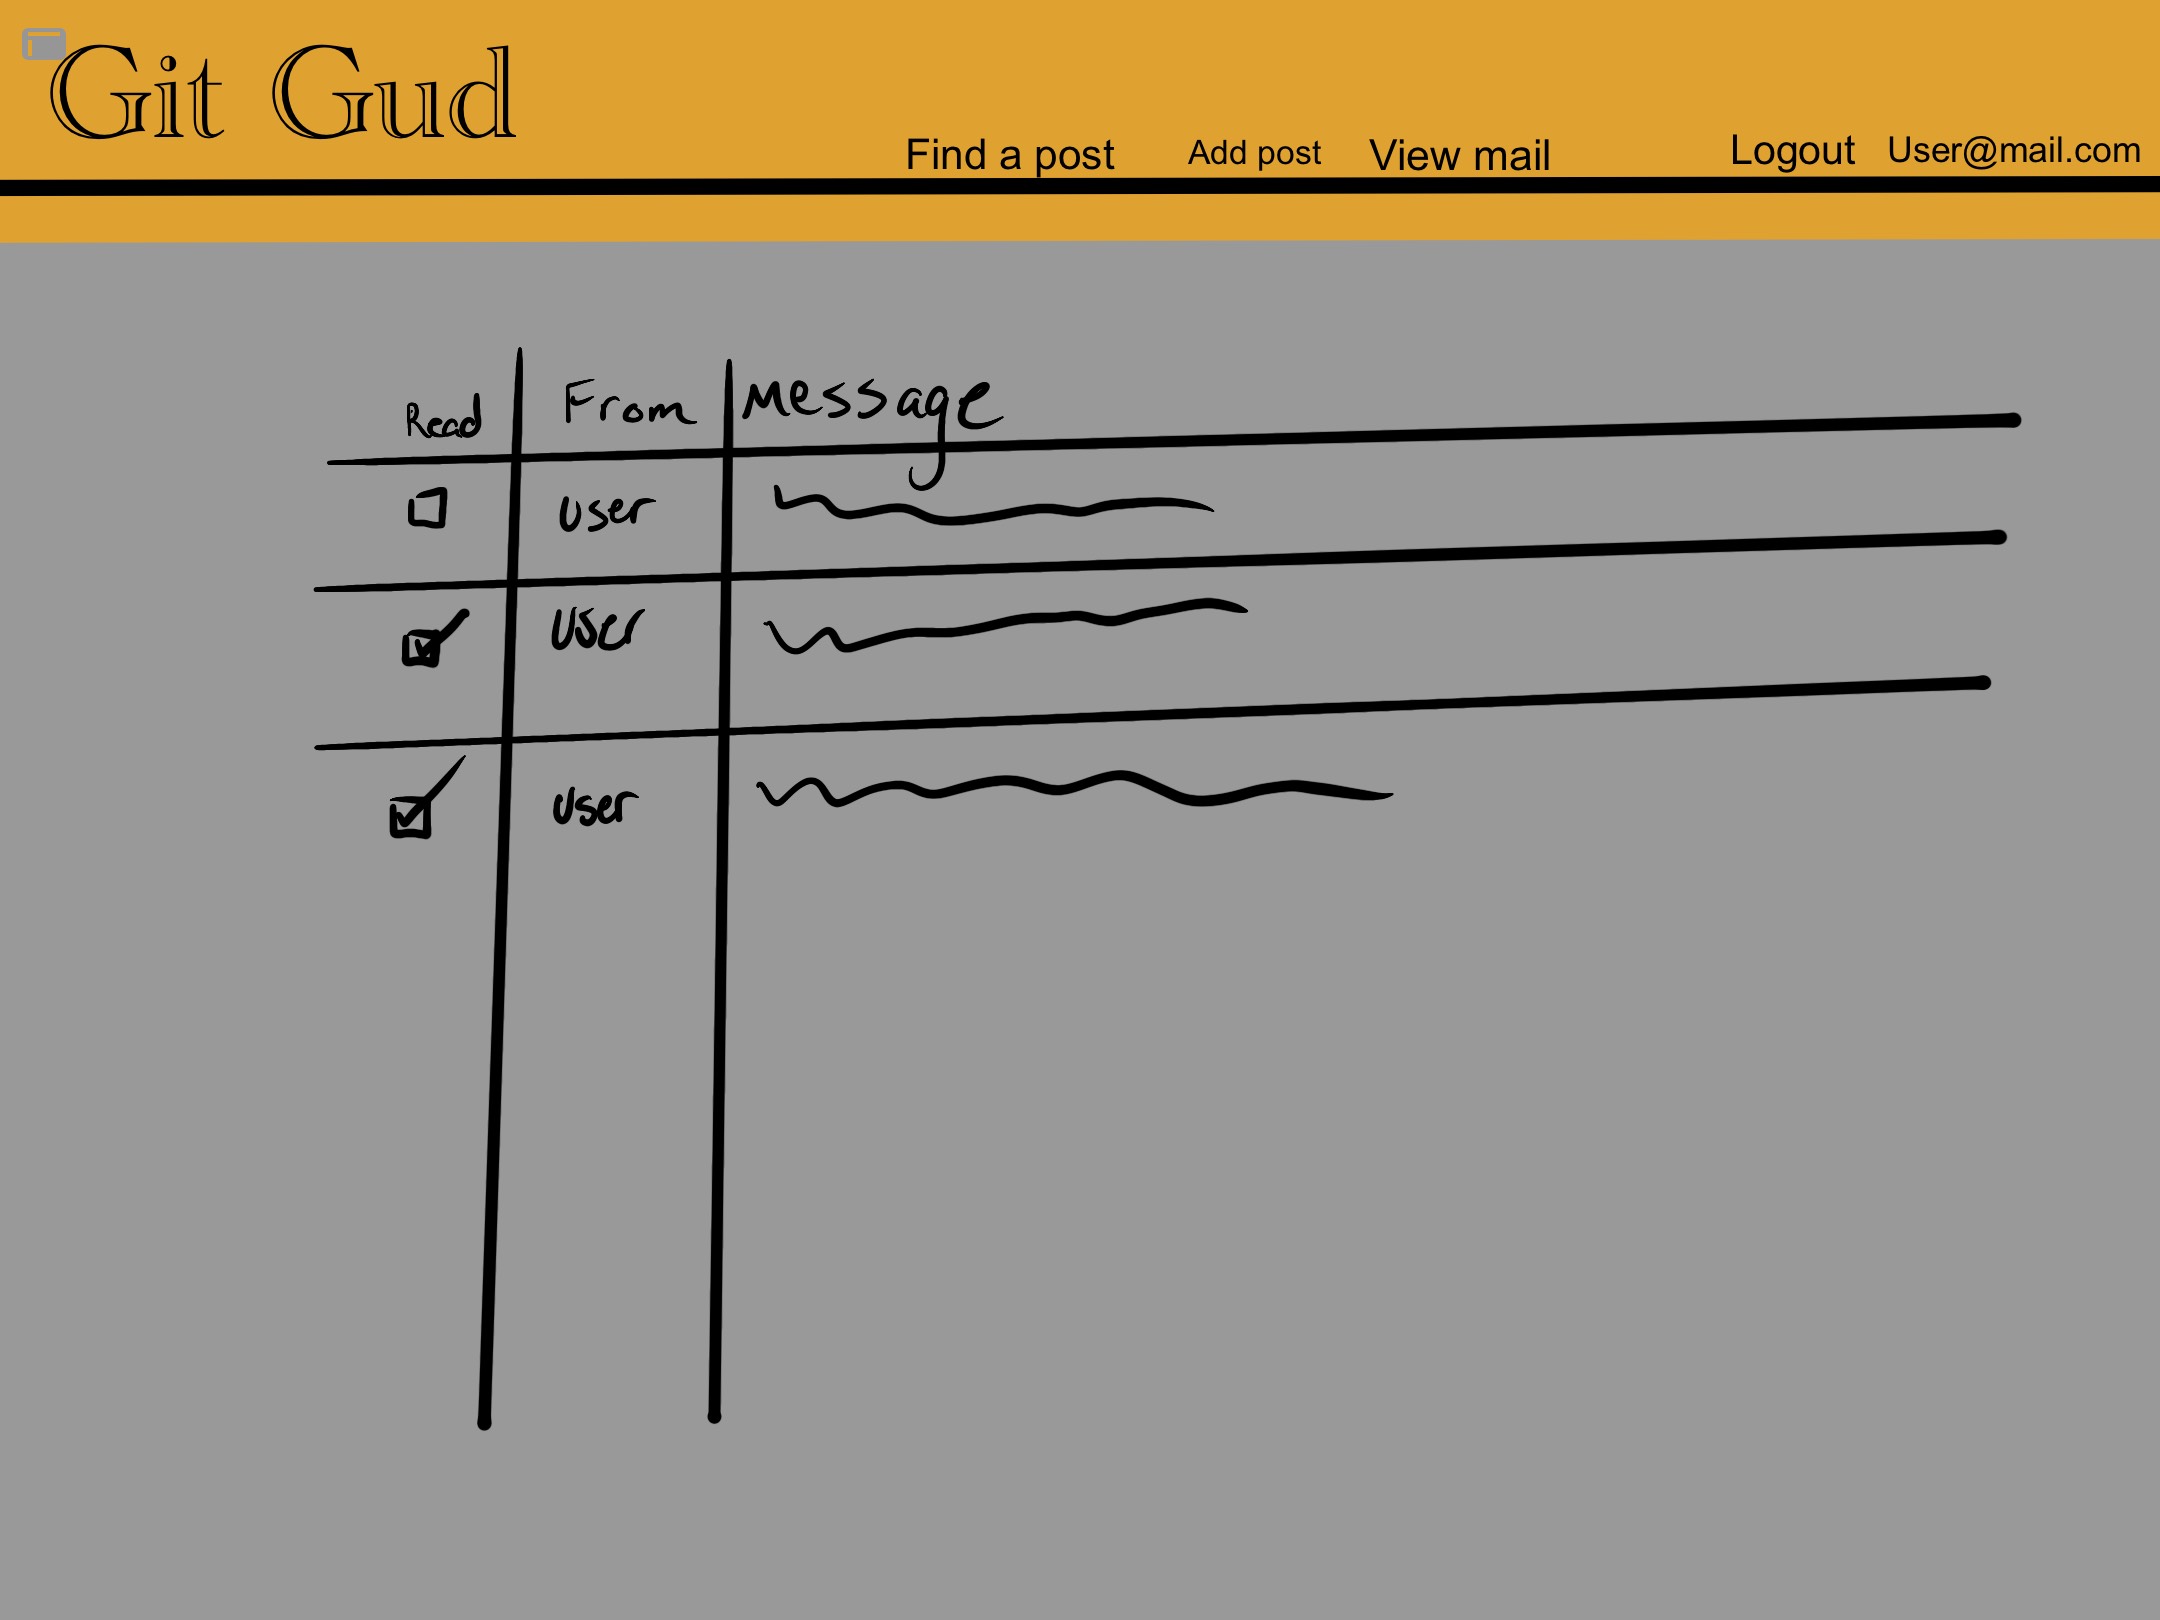 Git Gud
Find a post Add post View mail Logout User@mail.com
Read From Message
User
User
User